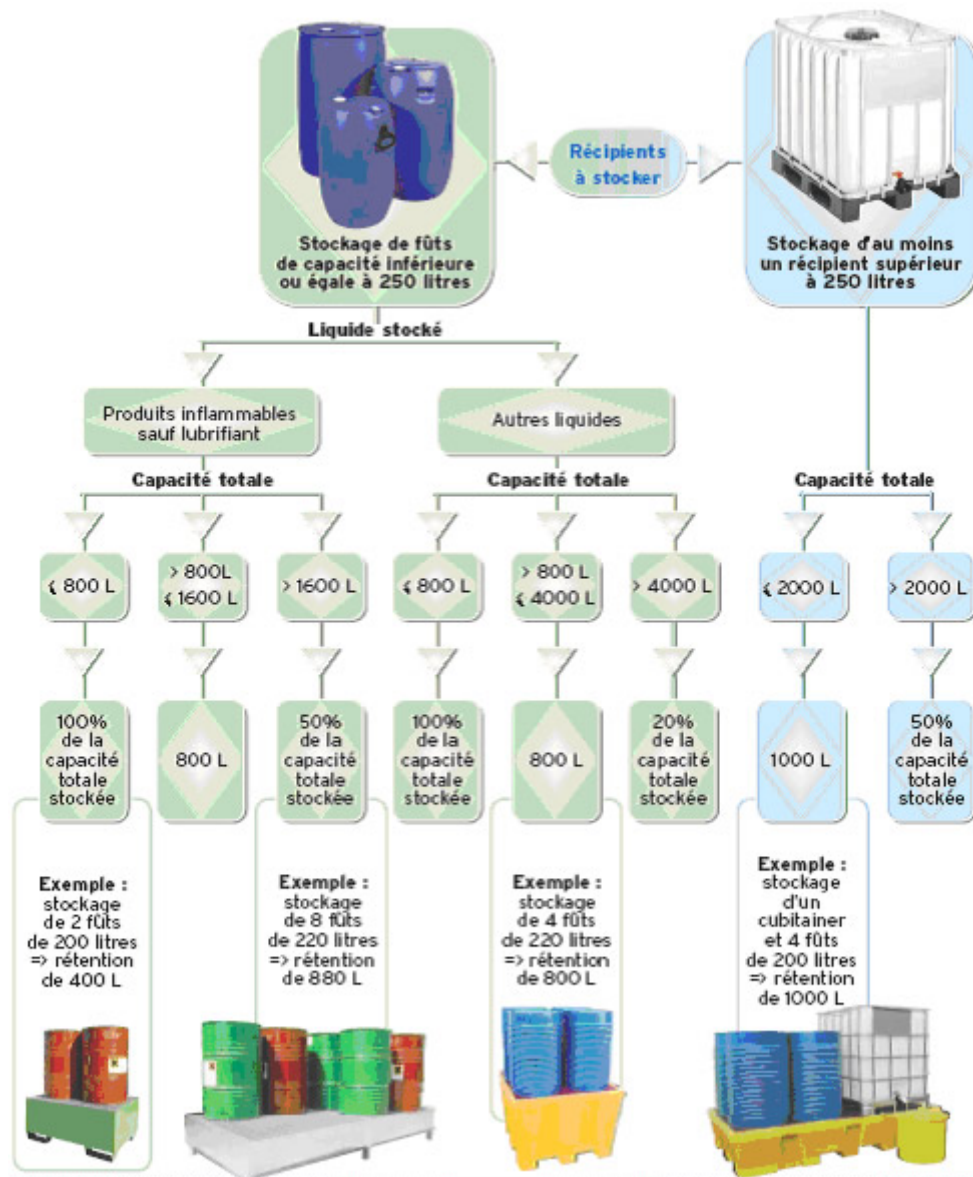 Récipients
à stocker
Stockage de fûts
de capacité inférieure
ou égale à 250 litres
Stockage d'au moins
un récipient supérieur
à 250 litres
Liquide stocké
Produits inflammables
sauf lubrifiant
Autres liquides
Capacité totale
Capacité totale
Capacité totale
⩽ 800 L
> 800L
⩽ 1600 L
> 1600 L
⩽ 800 L
> 800 L
⩽ 4000 L
> 4000 L
⩽ 2000 L
> 2000 L
100%
de la
capacité
totale
stockée
800 L
50%
de la
capacité
totale
stockée
100%
de la
capacité
totale
stockée
800 L
20%
de la
capacité
totale
stockée
1000 L
50%
de la
capacité
totale
stockée
Exemple :
stockage
de 2 fûts
de 200 litres
=> rétention
de 400 L
Exemple :
stockage
de 8 fûts
de 220 litres
=> rétention
de 880 L
Exemple :
stockage
de 4 fûts
de 220 litres
=> rétention
de 800 L
Exemple :
stockage
d'un
cubitainer
et 4 fûts
de 200 litres
=> rétention
de 1000 L